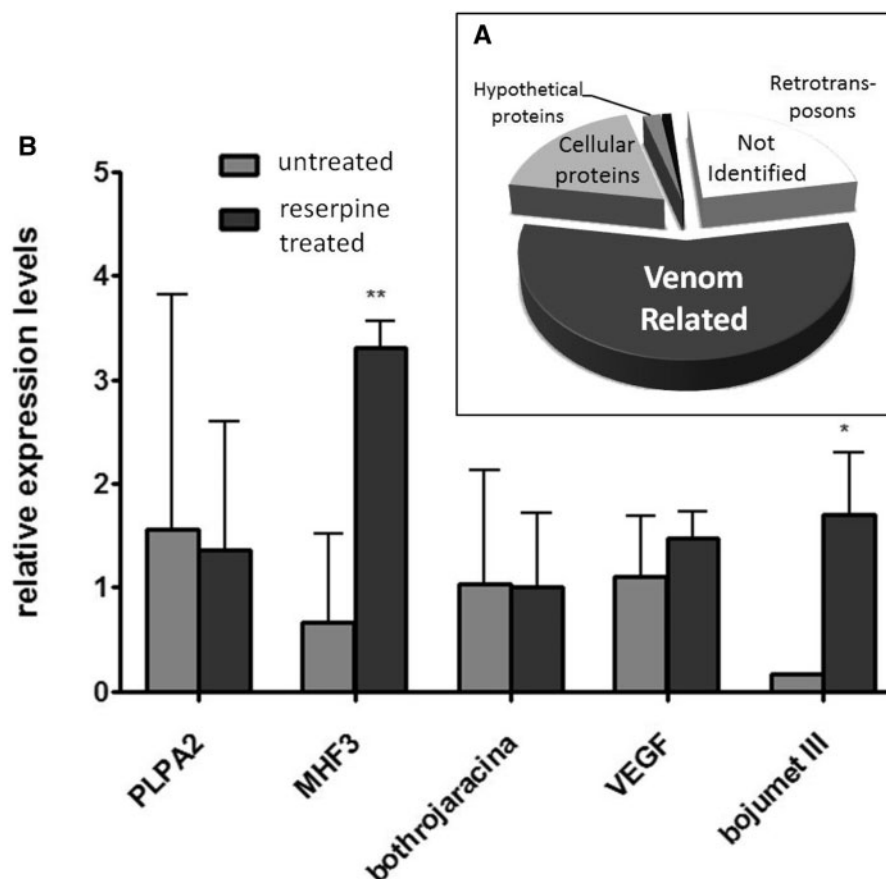 A
Hypothetical
proteins
Retrotrans-
posons
Cellular
proteins
Not
Identified
Venom
Related
B
untreated
reserpine
treated
relative expression levels
5
4
3
2
1
0
**
*
PLPA2
MHF3
bothrojaracina
VEGF
bojumet III